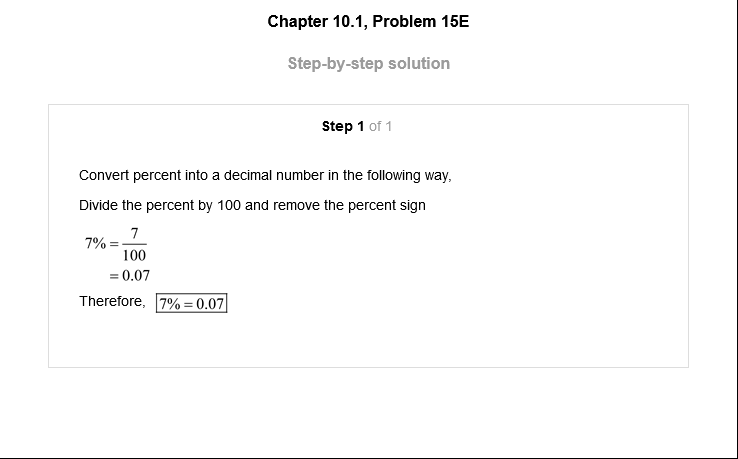 Chapter 10.1, Problem 15E
Step-by-step solution
Step 1 of 1
Convert percent into a decimal number in the following way,
Divide the percent by 100 and remove the percent sign
7% = 7/100
= 0.07
Therefore, 7% = 0.07